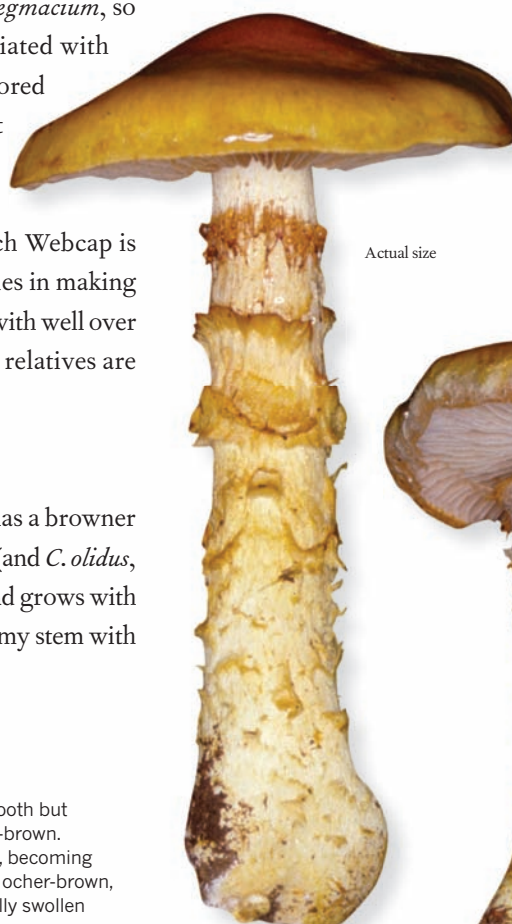 egmacium, so
iated with
ored
ch Webcap is
es in making
with well over
relatives are
Actual size
as a browner
(and C. olidus,
nd grows with
my stem with
ooth but
-brown.
, becoming
ocher-brown,
lly swollen